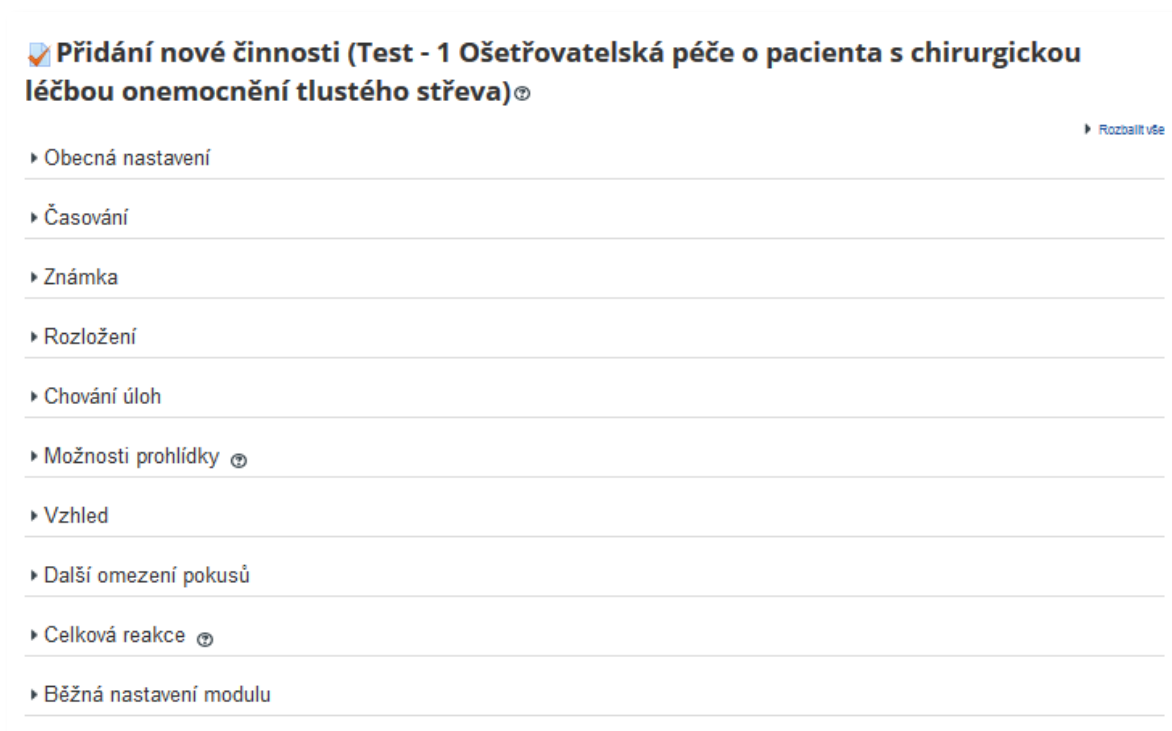 Přidání nové činnosti (Test - 1 Ošetřovatelská péče o pacienta s chirurgickou
léčbou onemocnění tlustého střeva)
Rozbalit vše
Obecná nastavení
Časování
Známka
Rozložení
Chování úloh
Možnosti prohlídky
Vzhled
Další omezení pokusů
Celková reakce
Běžná nastavení modulu